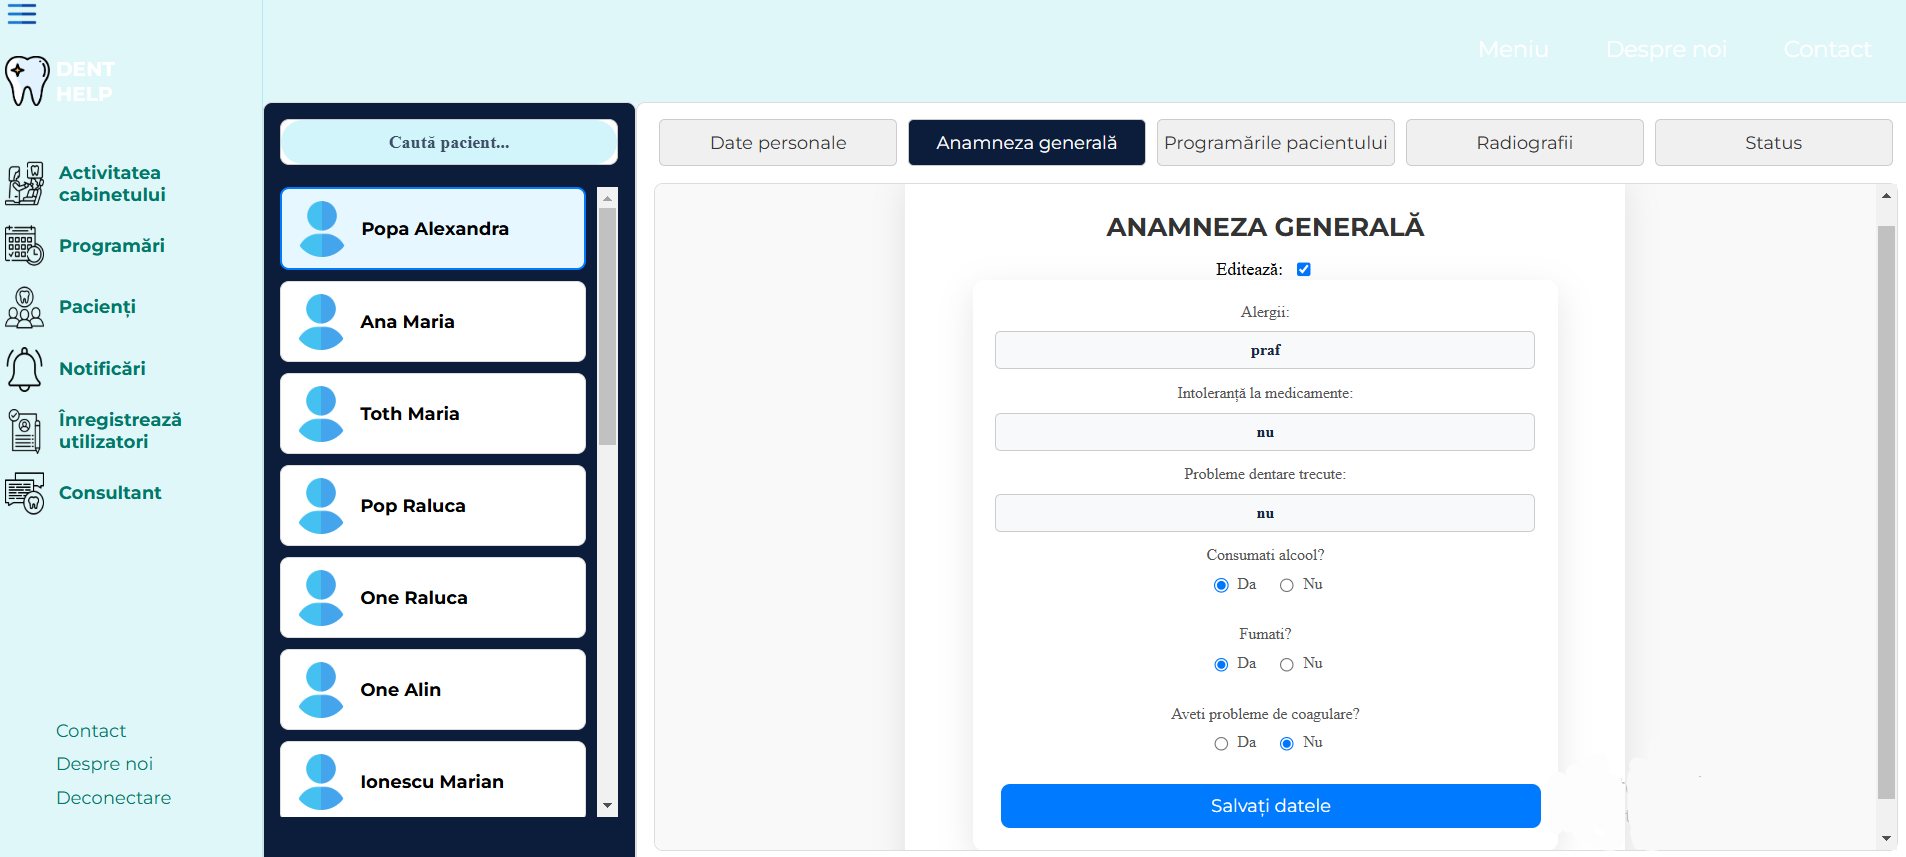 DENT
HELP
Meniu
Despre noi
Contact
Activitatea
cabinetului
Programări
Pacienți
Notificări
Înregistrează
utilizatori
Consultant
Contact
Despre noi
Deconectare
Caută pacient...
Popa Alexandra
Ana Maria
Toth Maria
Pop Raluca
One Raluca
One Alin
Ionescu Marian
Date personale
Anamneza generală
Programările pacientului
Radiografii
Status
ANAMNEZA GENERALĂ
Editează:
Alergii:
praf
Intoleranță la medicamente:
nu
Probleme dentare trecute:
nu
Consumati alcool?
Da Nu
Fumati?
Da Nu
Aveti probleme de coagulare?
Da Nu
Salvați datele